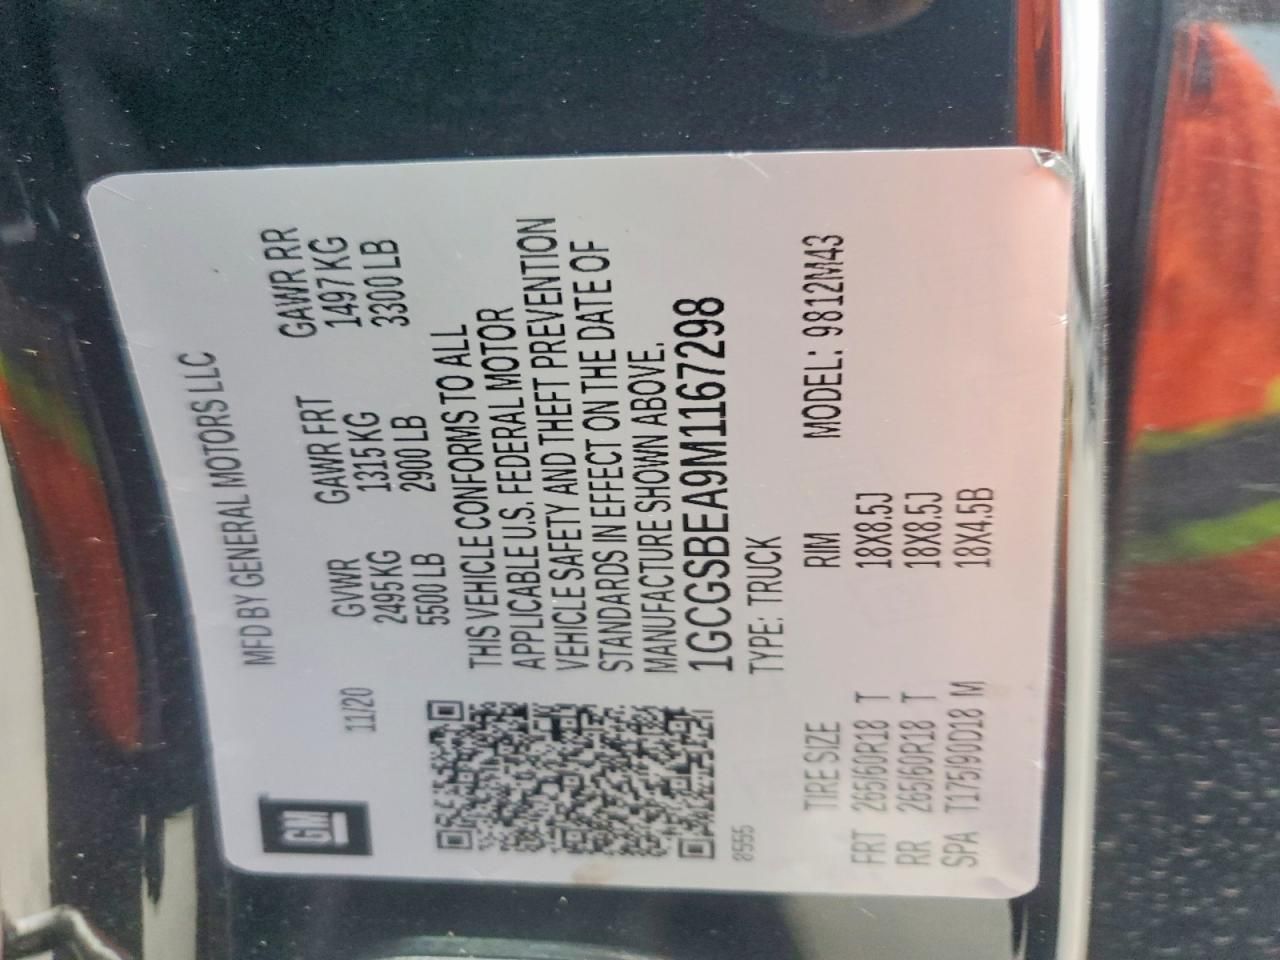 GM
MFD BY GENERAL MOTORS LLC
11/20
GVWR GAWR FRT GAWR RR
2495 KG 1315 KG 1497 KG
5500 LB 2900 LB 3300 LB
THIS VEHICLE CONFORMS TO ALL
APPLICABLE U.S. FEDERAL MOTOR
VEHICLE SAFETY AND THEFT PREVENTION
STANDARDS IN EFFECT ON THE DATE OF
MANUFACTURE SHOWN ABOVE.
1GCGSBEA9M1167298
8555
TYPE: TRUCK
TIRE SIZE RIM MODEL: 9812M43
FRT 265/60R18 T 18X8.5J
RR 265/60R18 T 18X8.5J
SPA T175/90D18 M 18X4.5B